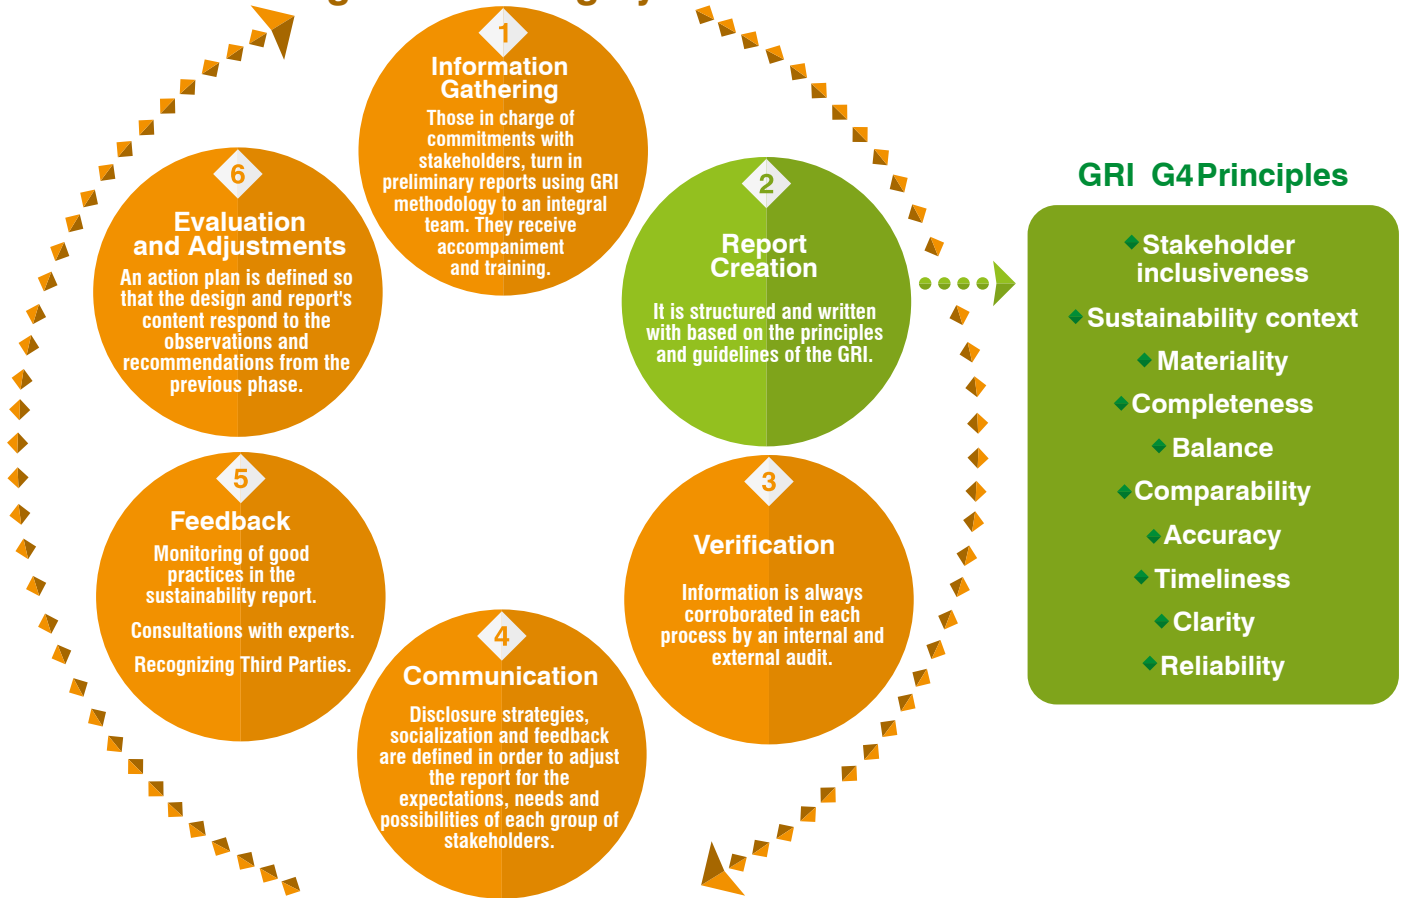 1
Information
Gathering
Those in charge of
commitments with
stakeholders, turn in
preliminary reports using GRI
methodology to an integral
team. They receive
accompaniment
and training.
2
Report
Creation
It is structured and written
with based on the principles
and guidelines of the GRI.
3
Verification
Information is always
corroborated in each
process by an internal and
external audit.
4
Communication
Disclosure strategies,
socialization and feedback
are defined in order to adjust
the report for the
expectations, needs and
possibilities of each group of
stakeholders.
5
Feedback
Monitoring of good
practices in the
sustainability report.
Consultations with experts.
Recognizing Third Parties.
6
Evaluation
and Adjustments
An action plan is defined so
that the design and report's
content respond to the
observations and
recommendations from the
previous phase.
GRI G4 Principles
Stakeholder
inclusiveness
Sustainability context
Materiality
Completeness
Balance
Comparability
Accuracy
Timeliness
Clarity
Reliability